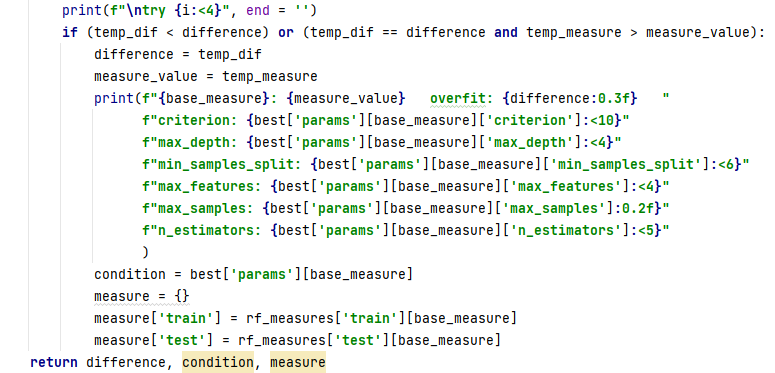 print(f"\ntry {i:<4}", end = '')
if (temp_dif < difference) or (temp_dif == difference and temp_measure > measure_value):
difference = temp_dif
measure_value = temp_measure
print(f"{base_measure}: {measure_value}   overfit: {difference:0.3f}   "
f"criterion: {best['params'][base_measure]['criterion']:<10}"
f"max_depth: {best['params'][base_measure]['max_depth']:<4}"
f"min_samples_split: {best['params'][base_measure]['min_samples_split']:<6}"
f"max_features: {best['params'][base_measure]['max_features']:<4}"
f"max_samples: {best['params'][base_measure]['max_samples']:0.2f}"
f"n_estimators: {best['params'][base_measure]['n_estimators']:<5}"
)
condition = best['params'][base_measure]
measure = {}
measure['train'] = rf_measures['train'][base_measure]
measure['test'] = rf_measures['test'][base_measure]
return difference, condition, measure